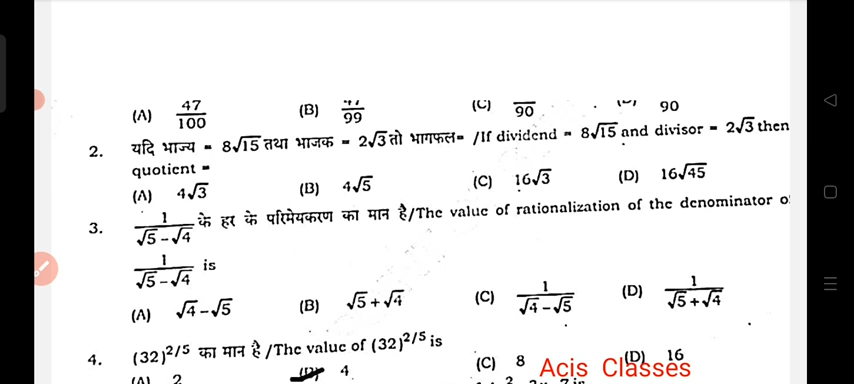 (A) 47/100 (B) /99 (C) /90 90
2. यदि भाज्य = 8√15 तथा भाजक = 2√3 तो भागफल= /If dividend = 8√15 and divisor = 2√3 then
quotient =
(A) 4√3 (B) 4√5 (C) 16√3 (D) 16√45
3. 1/(√5-√4) के हर के परिमेयकरण का मान है/The value of rationalization of the denominator o
1/(√5-√4) is
(A) √4-√5 (B) √5+√4 (C) 1/(√4-√5) (D) 1/(√5+√4)
4. (32)^2/5 का मान है/The value of (32)^2/5 is
(A) 2 4 (C) 8 (D) 16
Acis Classes